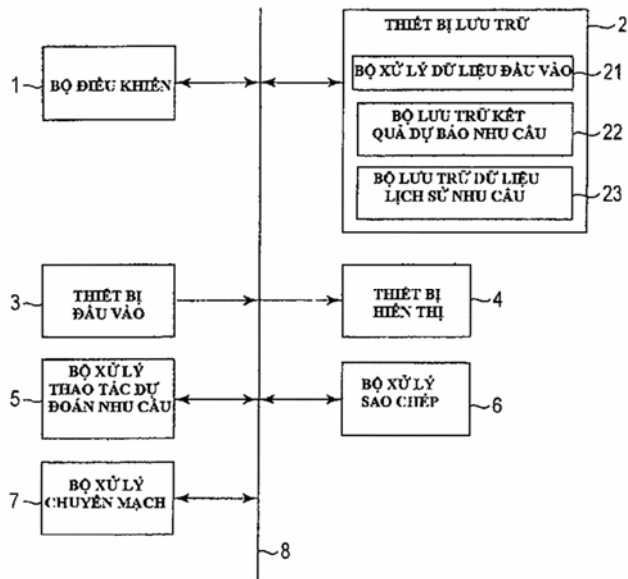 THIẾT BỊ LƯU TRỮ
2
1
BỘ ĐIỀU KHIỂN
BỘ XỬ LÝ DỮ LIỆU ĐẦU VÀO
21
BỘ LƯU TRỮ KẾT
QUẢ DỰ BÁO NHU CẦU
22
BỘ LƯU TRỮ DỮ LIỆU
LỊCH SỬ NHU CẦU
23
3
THIẾT BỊ
ĐẦU VÀO
THIẾT BỊ
HIỂN THỊ
4
5
BỘ XỬ LÝ
THAO TÁC DỰ
ĐOÁN NHU CẦU
BỘ XỬ LÝ
SAO CHÉP
6
7
BỘ XỬ LÝ
CHUYỂN MẠCH
8